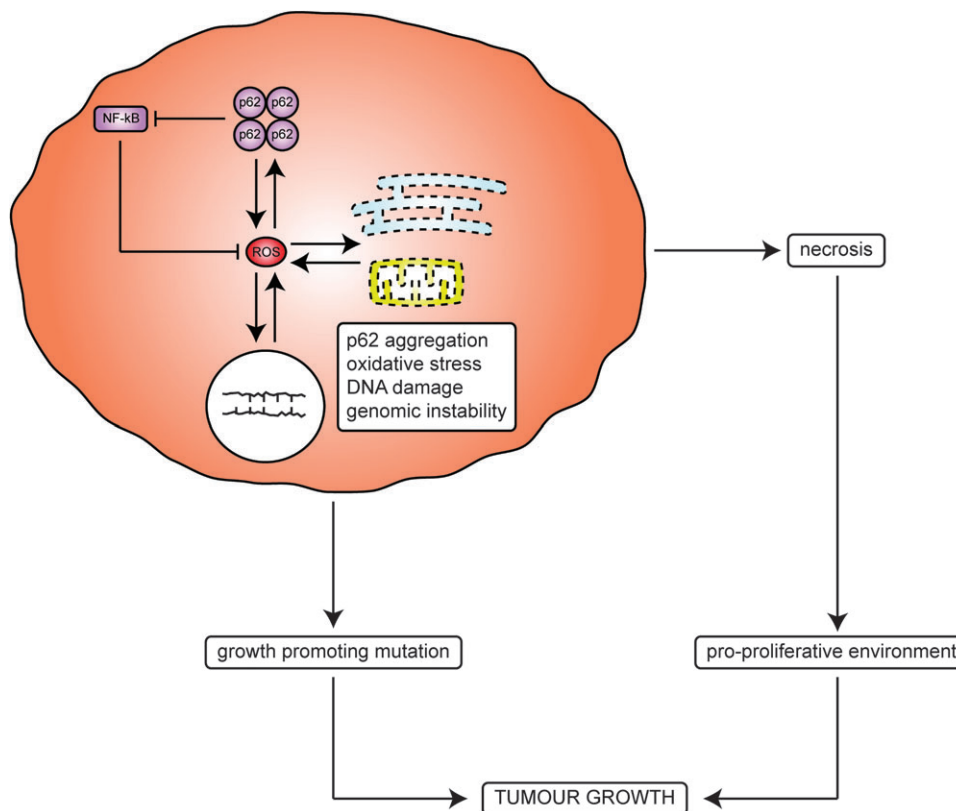 p62 p62
NF-kB
p62 p62
ROS
necrosis
p62 aggregation
oxidative stress
DNA damage
genomic instability
growth promoting mutation
pro-proliferative environment
TUMOUR GROWTH